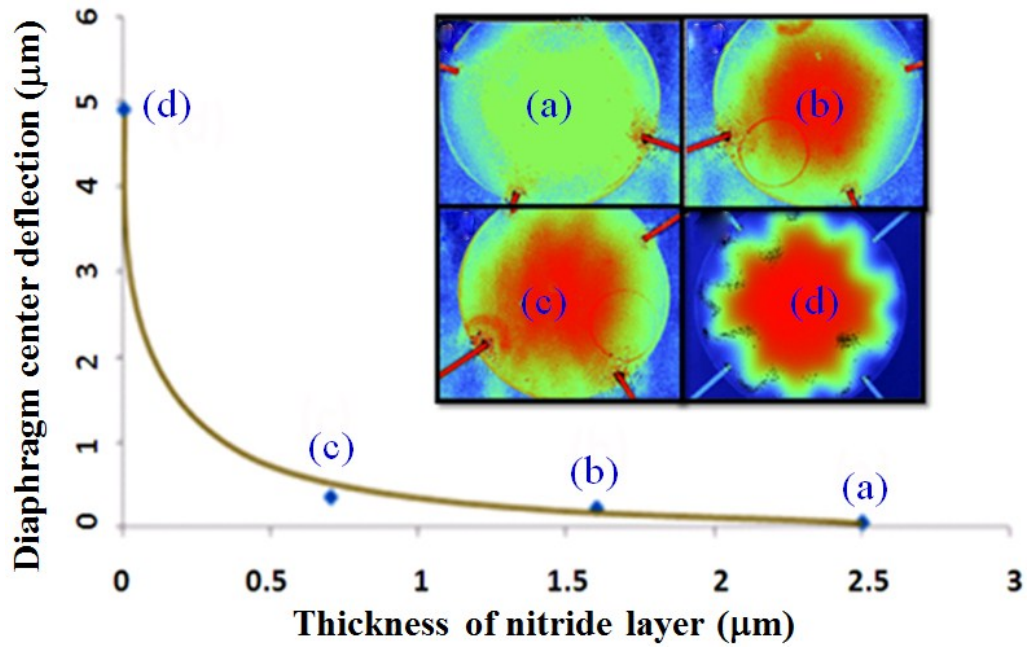 Diaphragm center deflection (μm)
6
5
4
3
2
1
0
(d)
(c)
(b)
(a)
(a)
(b)
(c)
(d)
0
0.5
1
1.5
2
2.5
3
Thickness of nitride layer (μm)